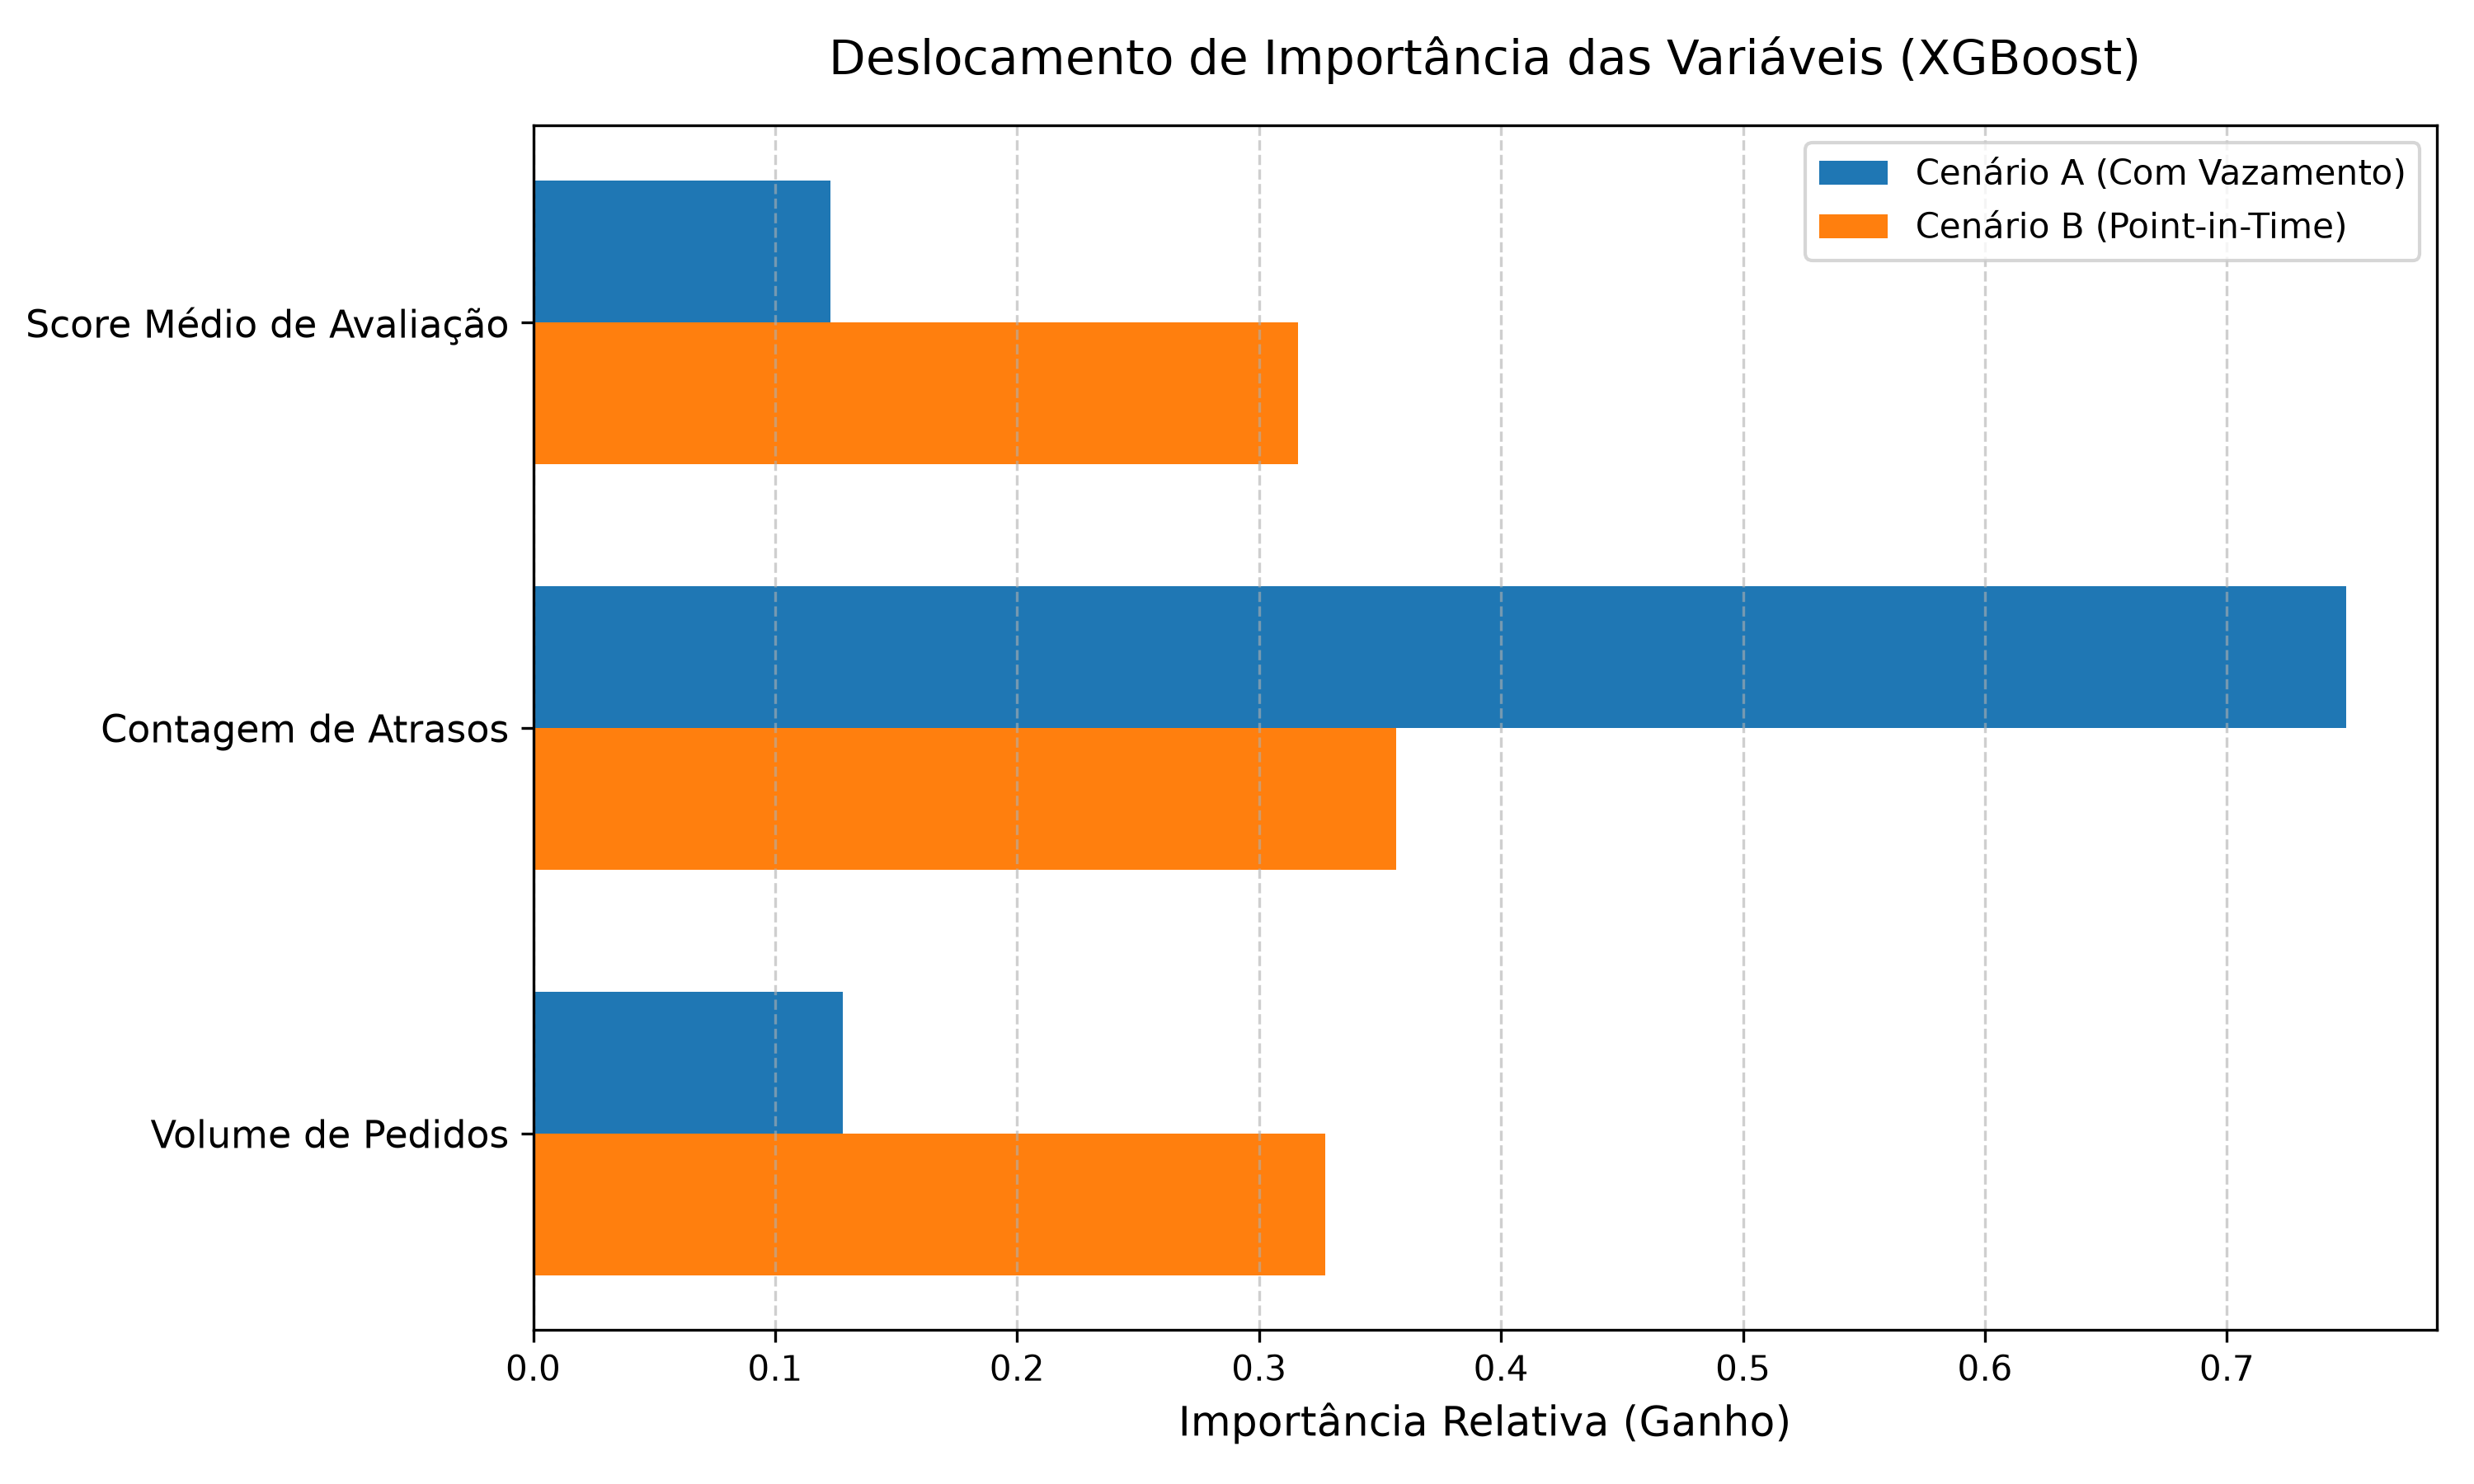 Deslocamento de Importância das Variáveis (XGBoost)
Cenário A (Com Vazamento)
Cenário B (Point-in-Time)
Score Médio de Avaliação
Contagem de Atrasos
Volume de Pedidos
0.0 0.1 0.2 0.3 0.4 0.5 0.6 0.7
Importância Relativa (Ganho)